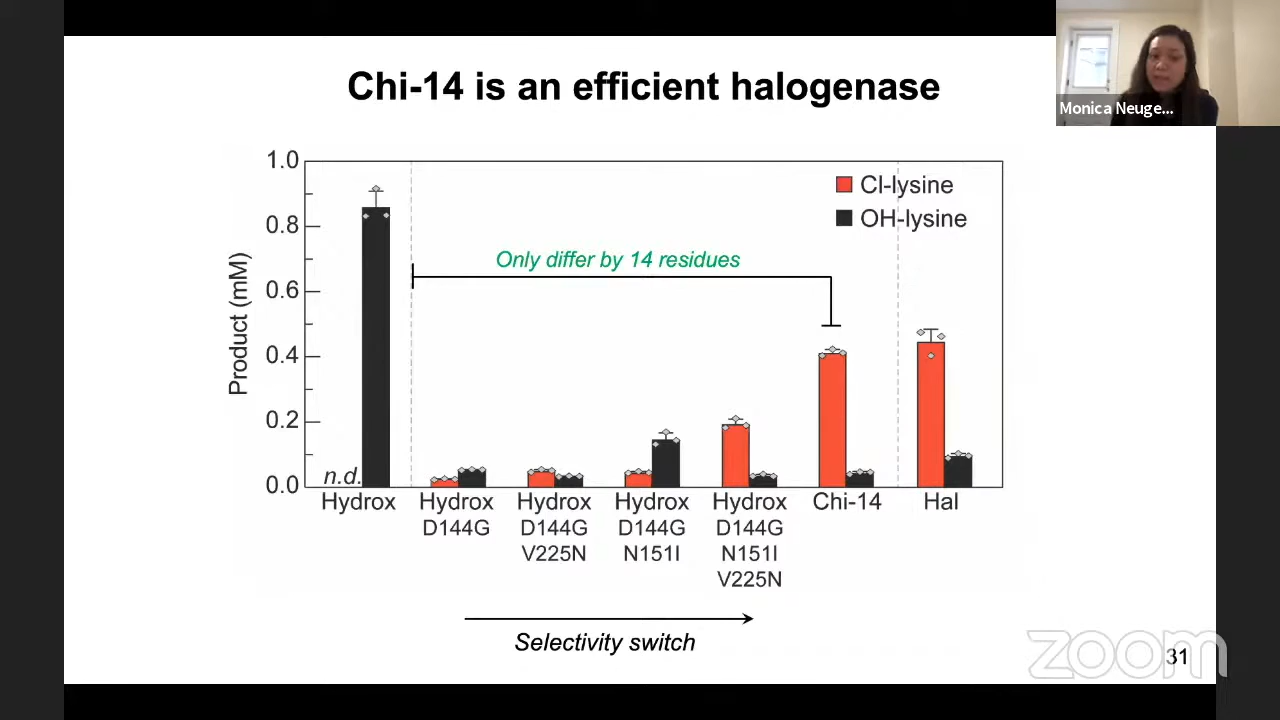 Chi-14 is an efficient halogenase
Monica Neuge...
Product (mM)
1.0
0.8
0.6
0.4
0.2
0.0
Cl-lysine
OH-lysine
Only differ by 14 residues
n.d.
Hydrox
Hydrox
D144G
Hydrox
D144G
V225N
Hydrox
D144G
N151I
Hydrox
D144G
N151I
V225N
Chi-14
Hal
Selectivity switch
zoom
31